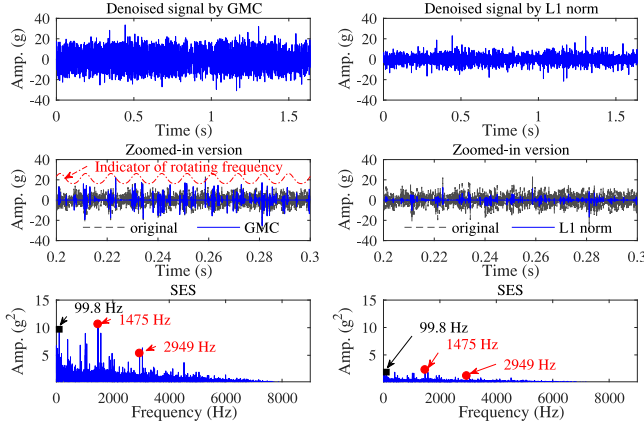 Denoised signal by GMC
Amp. (g)
40
20
0
-20
-40
0
0.5
1
1.5
Time (s)
Denoised signal by L1 norm
Amp. (g)
40
20
0
-20
-40
0
0.5
1
1.5
Time (s)
Zoomed-in version
Indicator of rotating frequency
Amp. (g)
40
20
0
-20
-40
original
GMC
0.2
0.22
0.24
0.26
0.28
0.3
Time (s)
Zoomed-in version
Amp. (g)
40
20
0
-20
-40
original
L1 norm
0.2
0.22
0.24
0.26
0.28
0.3
Time (s)
SES
Amp. (g²)
15
10
5
99.8 Hz
1475 Hz
2949 Hz
0
2000
4000
6000
8000
Frequency (Hz)
SES
Amp. (g²)
15
10
5
99.8 Hz
1475 Hz
2949 Hz
0
2000
4000
6000
8000
Frequency (Hz)